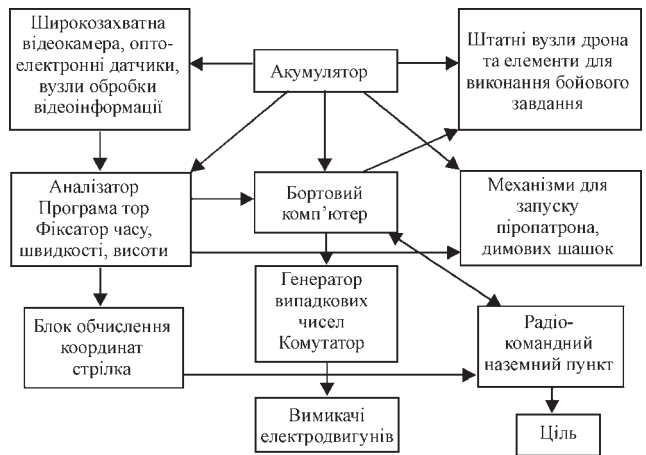 Широкозахватна
відеокамера, опто-
електронні датчики,
вузли обробки
відеоінформації
Акумулятор
Штатні вузли дрона
та елементи для
виконання бойового
завдання
Аналізатор
Програма тор
Фіксатор часу,
швидкості, висоти
Бортовий
комп’ютер
Механізми для
запуску
піропатрона,
димових шашок
Генератор
випадкових
чисел
Комутатор
Блок обчислення
координат
стрілка
Радіо-
командний
наземний пункт
Вимикачі
електродвигунів
Ціль